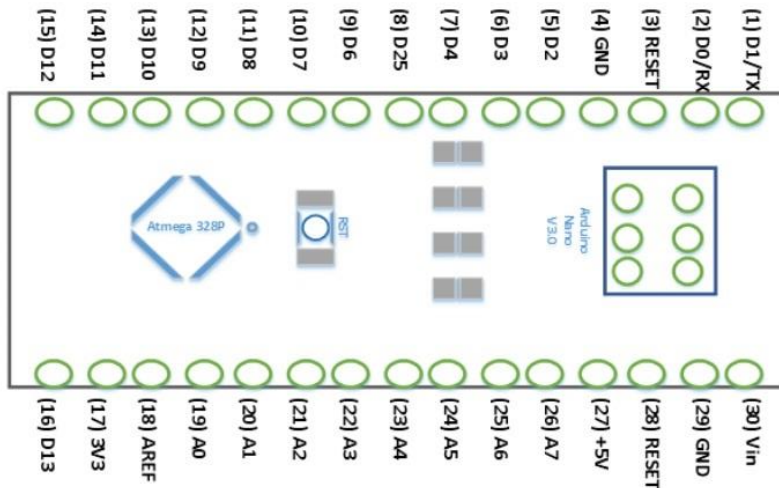 (15) D12
(14) D11
(13) D10
(12) D9
(11) D8
(10) D7
(9) D6
(8) D25
(7) D4
(6) D3
(5) D2
(4) GND
(3) RESET
(2) D0/RX
(1) D1/TX
Atmega 328P
RST
Arduino
Nano
V3.0
(16) D13
(17) 3V3
(18) AREF
(19) A0
(20) A1
(21) A2
(22) A3
(23) A4
(24) A5
(25) A6
(26) A7
(27) +5V
(28) RESET
(29) GND
(30) Vin